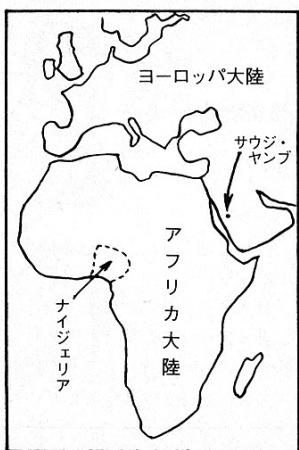 ヨーロッパ大陸
サウジ・
ヤンブ
アフリカ大陸
ナイジェリア